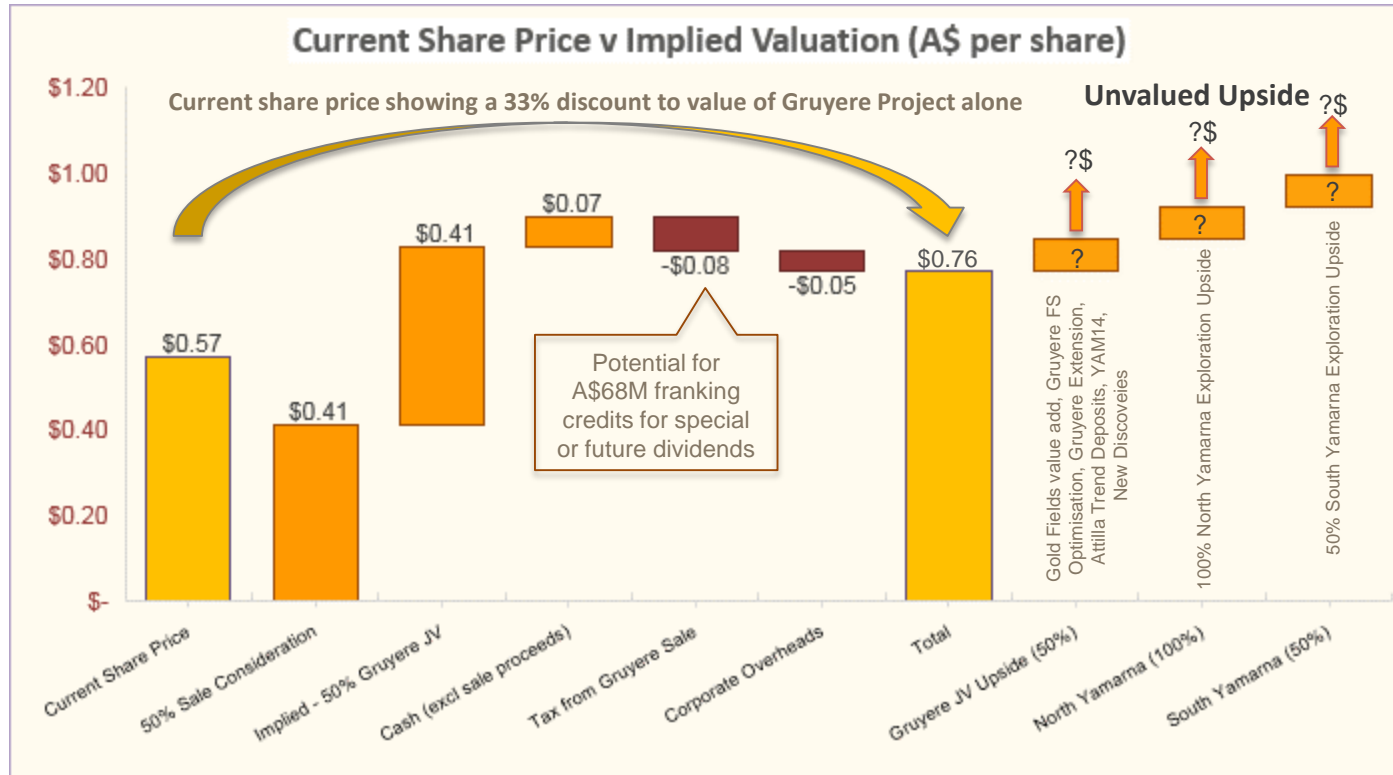 Current Share Price v Implied Valuation (A$ per share)
Current share price showing a 33% discount to value of Gruyere Project alone
Unvalued Upside
$1.20
$1.00
$0.80
$0.60
$0.40
$0.20
$-
$0.57
$0.41
$0.41
$0.07
-$0.08
-$0.05
$0.76
Potential for
A$68M franking
credits for special
or future dividends
?$
?
?$
?
?$
?
Gold Fields value add, Gruyere FS
Optimisation, Gruyere Extension,
Attilla Trend Deposits, YAM14,
New Discoveies
100% North Yamarna Exploration Upside
50% South Yamarna Exploration Upside
Current Share Price
50% Sale Consideration
Implied - 50% Gruyere JV
Cash (excl sale proceeds)
Tax from Gruyere Sale
Corporate Overheads
Total
Gruyere JV Upside (50%)
North Yamarna (100%)
South Yamarna (50%)